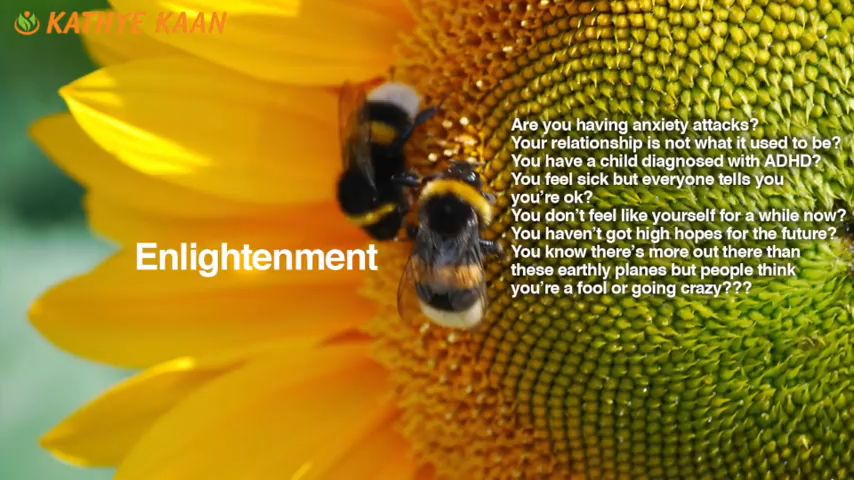 KATHYE KAAN
Are you having anxiety attacks?
Your relationship is not what it used to be?
You have a child diagnosed with ADHD?
You feel sick but everyone tells you
you're ok?
You don't feel like yourself for a while now?
You haven't got high hopes for the future?
You know there's more out there than
these earthly planes but people think
you're a fool or going crazy???
Enlightenment